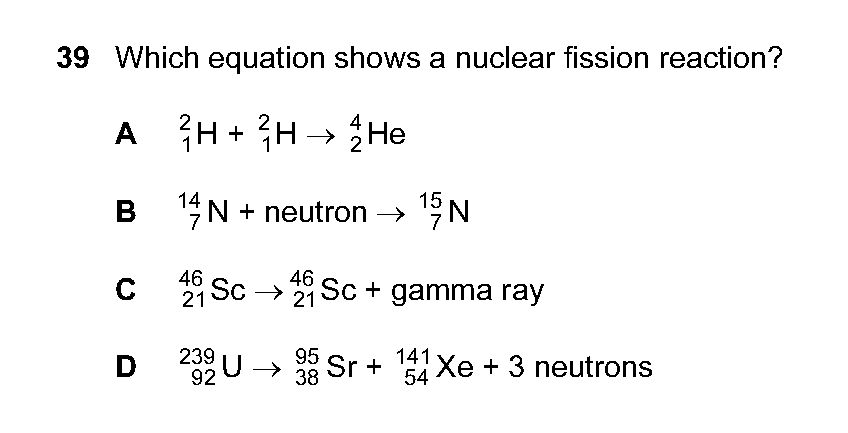 39 Which equation shows a nuclear fission reaction?
A ²₁H + ²₁H → ⁴₂He
B ¹⁴₇N + neutron → ¹⁵₇N
C ⁴⁶₂₁Sc → ⁴⁶₂₁Sc + gamma ray
D ²³⁹₉₂U → ⁹⁵₃₈Sr + ¹⁴¹₅₄Xe + 3 neutrons